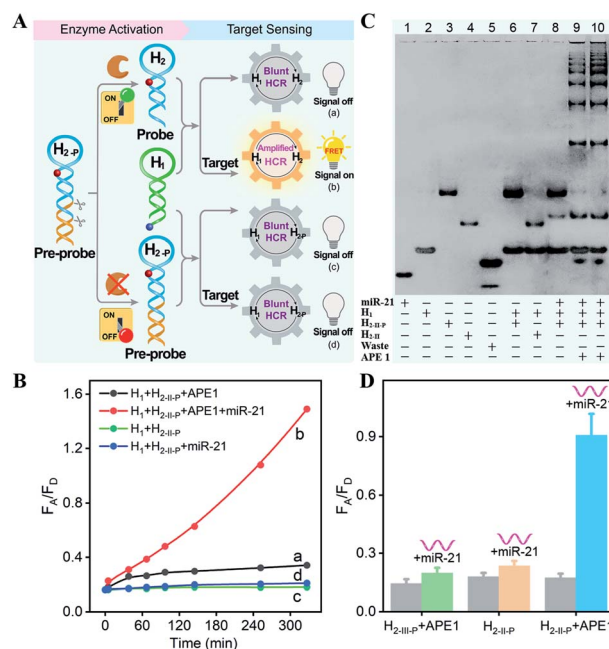 A
Enzyme Activation
Target Sensing
H2-P
Pre-probe
ON
OFF
H2
Probe
H1
H2-P
ON
OFF
Pre-probe
Target
Target
H1 Blunt HCR H2
Signal off
(a)
H1 Amplified HCR H2
FRET
Signal on
(b)
H1 Blunt HCR H2-P
Signal off
(c)
H1 Blunt HCR H2-P
Signal off
(d)
C
1 2 3 4 5 6 7 8 9 10
miR-21 + − − − − − − + + +
H1 − + − − − + + + + +
H2-II-P − − + − − + − + + +
H2-II − − − + − − + − − −
Waste − − − − + − − − − −
APE 1 − − − − − − − − + +
B
H1+H2-II-P+APE1
H1+H2-II-P+APE1+miR-21
H1+H2-II-P
H1+H2-II-P+miR-21
b
a
d
c
FA/FD
1.6
1.2
0.8
0.4
0.0
0 60 120 180 240 300
Time (min)
D
FA/FD
0.9
0.6
0.3
0.0
+miR-21
+miR-21
+miR-21
H2-III-P+APE1 H2-II-P H2-II-P+APE1